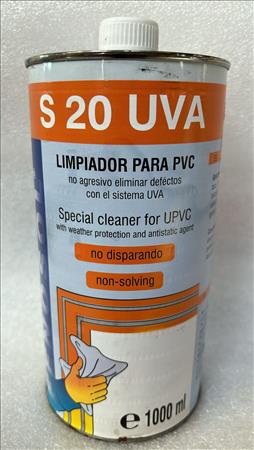 S 20 UVA
LIMPIADOR PARA PVC
no agresivo eliminar deféctos
con el sistema UVA
Special cleaner for UPVC
with weather protection and antistatic agent
no disparando
non-solving
e 1000 ml